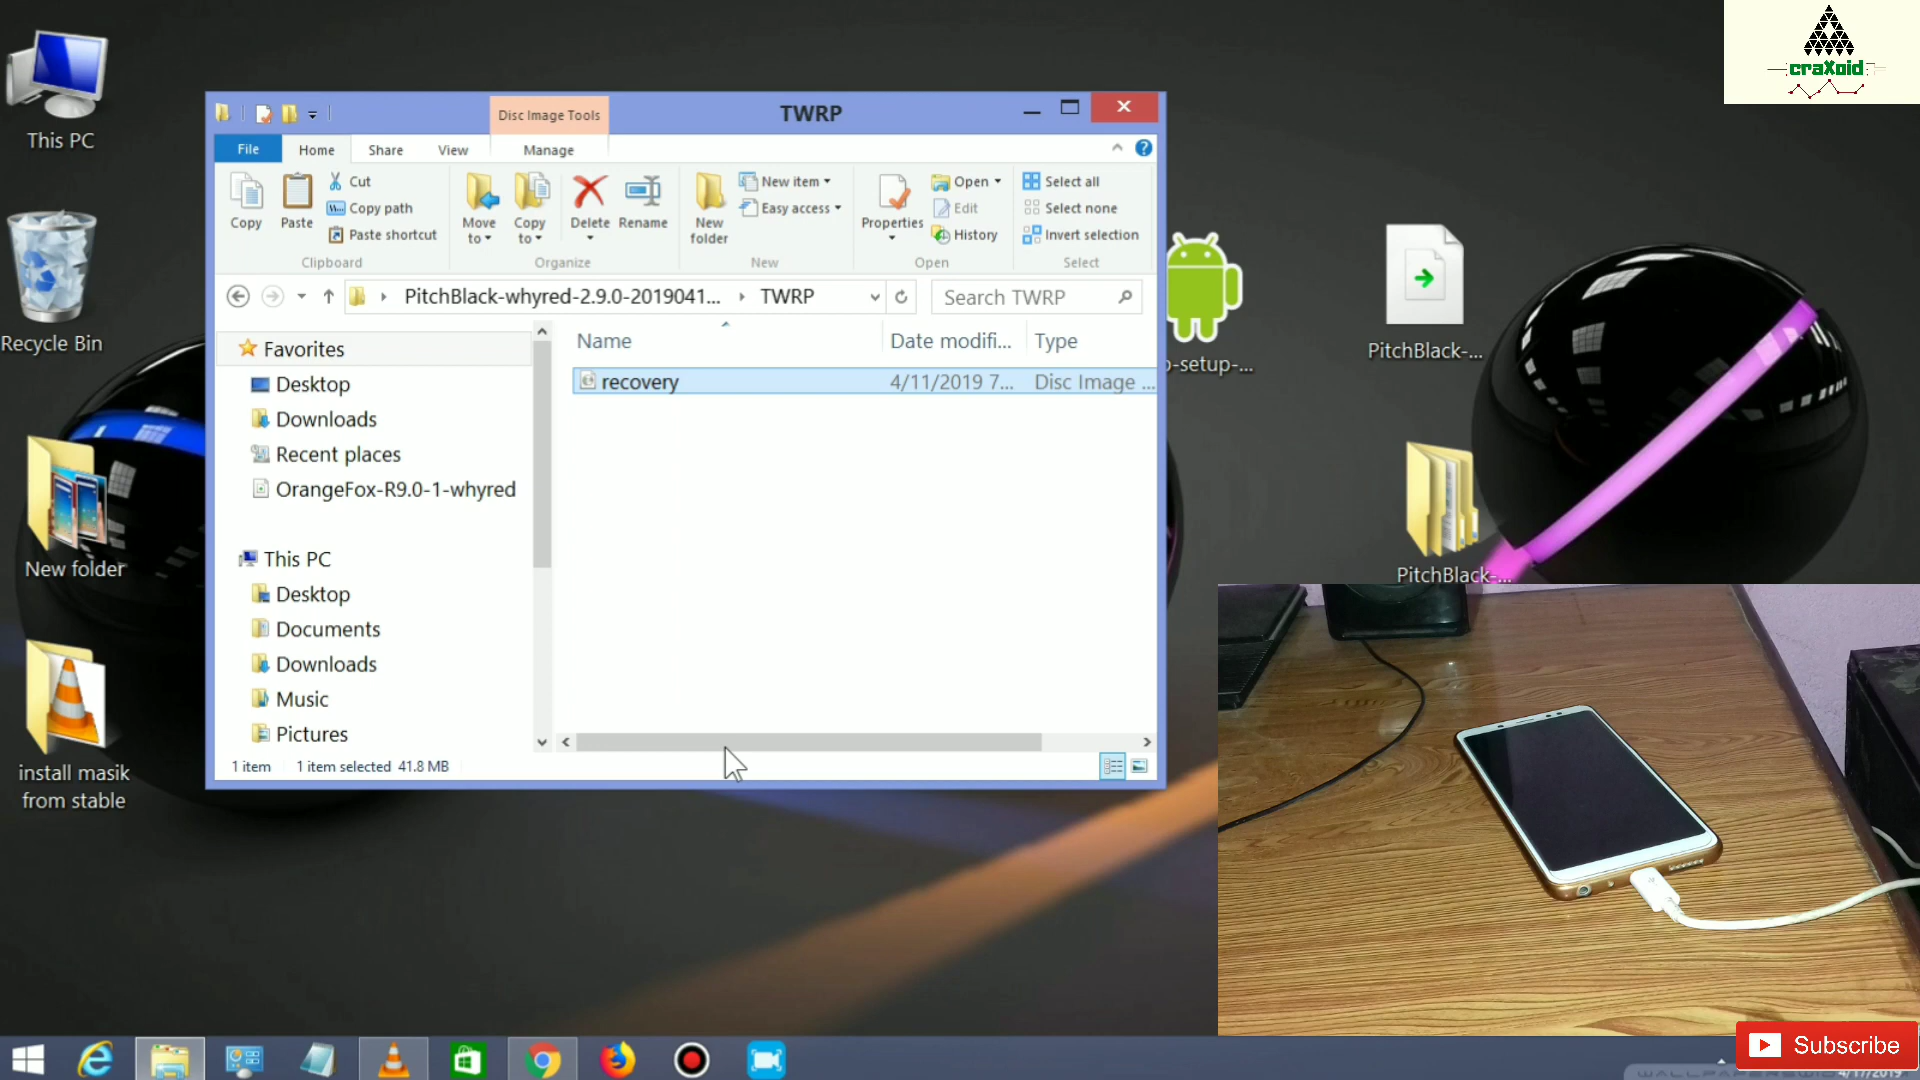 This PC
Recycle Bin
New folder
install masik
from stable
Disc Image Tools
TWRP
File
Home
Share
View
Manage
Copy
Paste
Cut
Copy path
Paste shortcut
Clipboard
Move
to
Copy
to
Delete
Rename
Organize
New
folder
New item
Easy access
New
Properties
Open
Edit
History
Open
Select all
Select none
Invert selection
Select
PitchBlack-whyred-2.9.0-2019041...
TWRP
Search TWRP
Favorites
Desktop
Downloads
Recent places
OrangeFox-R9.0-1-whyred
This PC
Desktop
Documents
Downloads
Music
Pictures
Name
Date modifi...
Type
recovery
4/11/2019 7...
Disc Image ...
1 item
1 item selected 41.8 MB
-setup-...
PitchBlack-...
PitchBlack-...
craXoid
Subscribe
4/17/2019